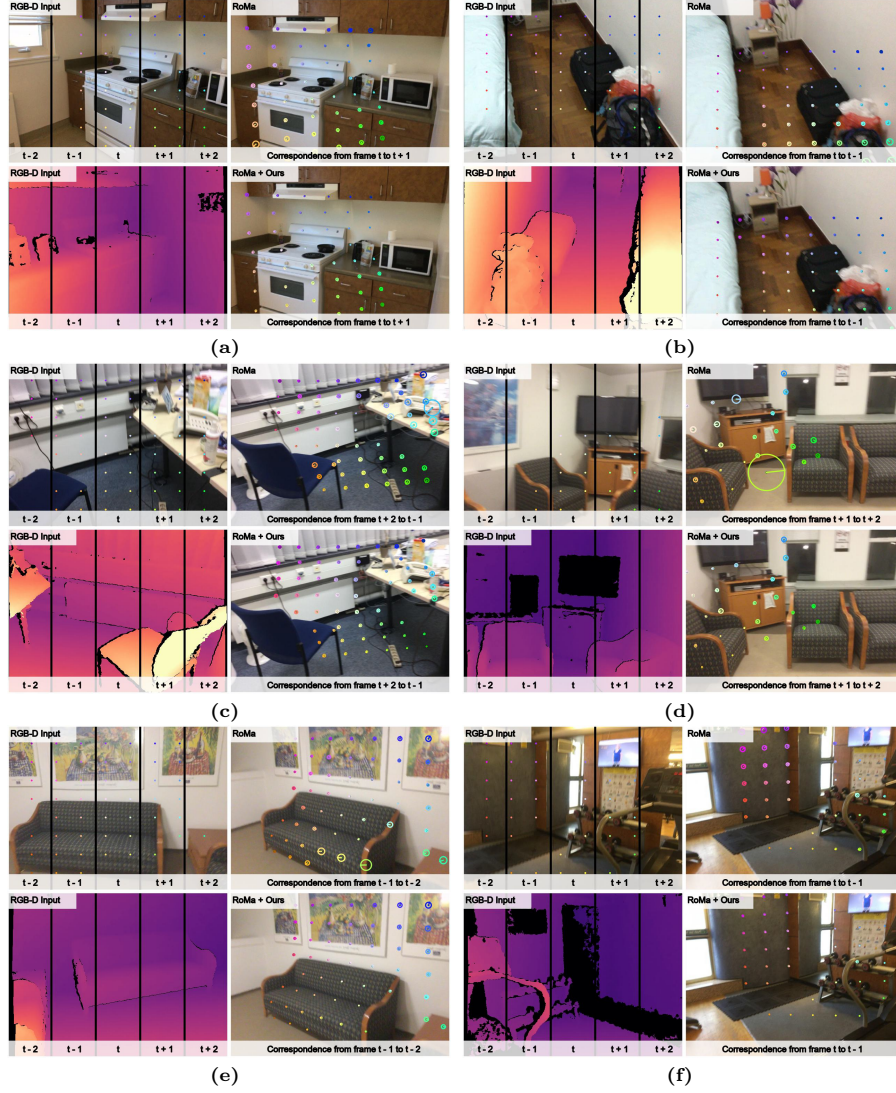 RGB-D Input RoMa RGB-D Input RoMa
t - 2 t - 1 t t + 1 t + 2 Correspondence from frame t to t + 1 t - 2 t - 1 t t + 1 t + 2 Correspondence from frame t to t - 1
RGB-D Input RoMa + Ours RGB-D Input RoMa + Ours
t - 2 t - 1 t t + 1 t + 2 Correspondence from frame t to t + 1 t - 2 t - 1 t t + 1 t + 2 Correspondence from frame t to t - 1
(a) (b)
RGB-D Input RoMa RGB-D Input RoMa
t - 2 t - 1 t t + 1 t + 2 Correspondence from frame t + 2 to t - 1 t - 2 t - 1 t t + 1 t + 2 Correspondence from frame t + 1 to t + 2
RGB-D Input RoMa + Ours RGB-D Input RoMa + Ours
t - 2 t - 1 t t + 1 t + 2 Correspondence from frame t + 2 to t - 1 t - 2 t - 1 t t + 1 t + 2 Correspondence from frame t + 1 to t + 2
(c) (d)
RGB-D Input RoMa RGB-D Input RoMa
t - 2 t - 1 t t + 1 t + 2 Correspondence from frame t - 1 to t - 2 t - 2 t - 1 t t + 1 t + 2 Correspondence from frame t to t - 1
RGB-D Input RoMa + Ours RGB-D Input RoMa + Ours
t - 2 t - 1 t t + 1 t + 2 Correspondence from frame t - 1 to t - 2 t - 2 t - 1 t t + 1 t + 2 Correspondence from frame t to t - 1
(e) (f)